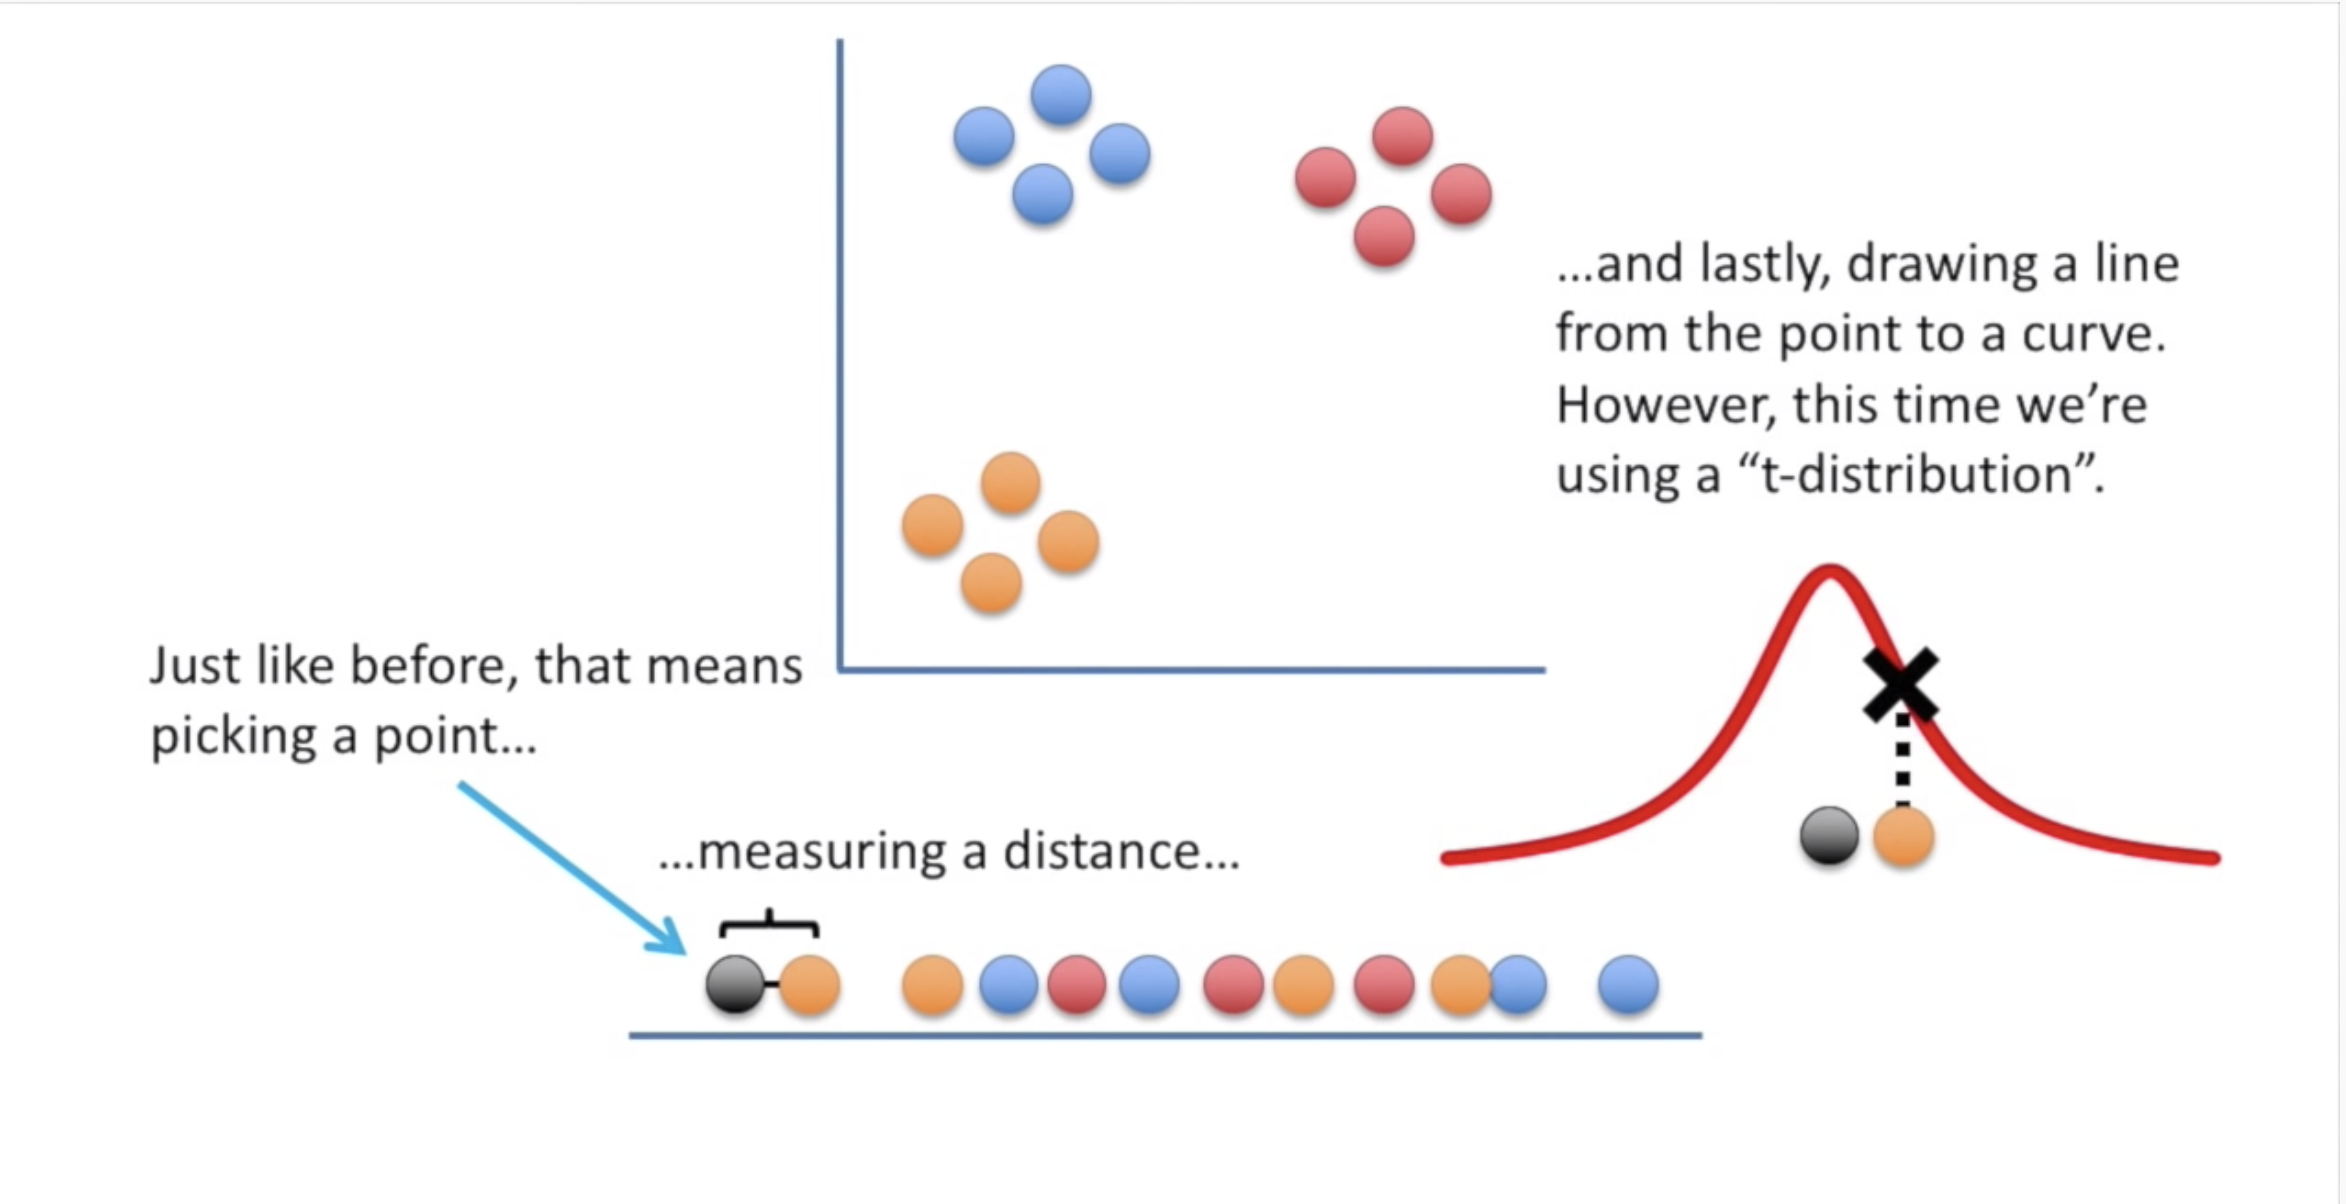 …and lastly, drawing a line
from the point to a curve.
However, this time we’re
using a “t-distribution”.
Just like before, that means
picking a point…
…measuring a distance…